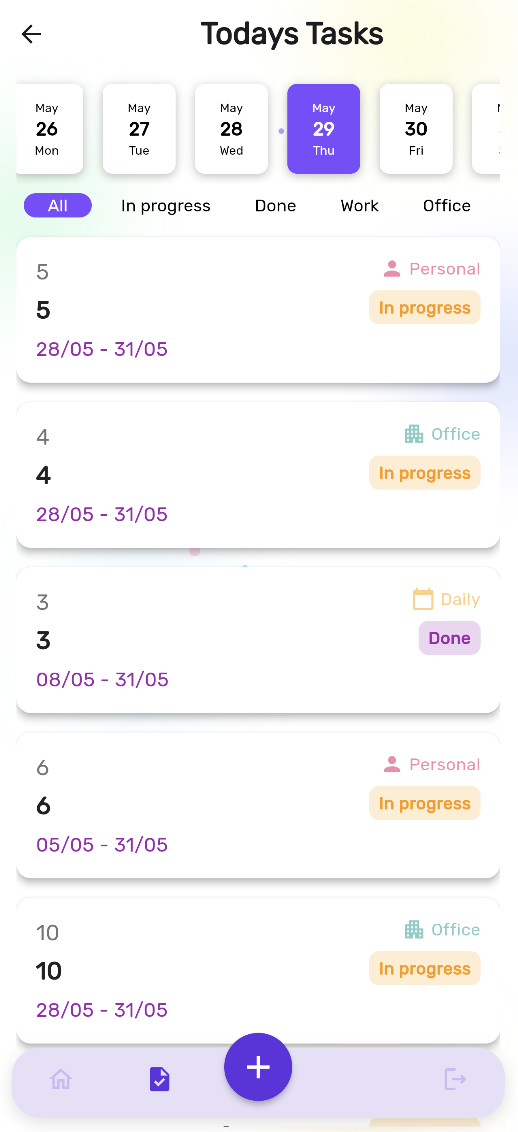 Todays Tasks
May May May May May
26 27 28 29 30
Mon Tue Wed Thu Fri
All In progress Done Work Office
5 Personal
5 In progress
28/05 - 31/05
4 Office
4 In progress
28/05 - 31/05
3 Daily
3 Done
08/05 - 31/05
6 Personal
6 In progress
05/05 - 31/05
10 Office
10 In progress
28/05 - 31/05